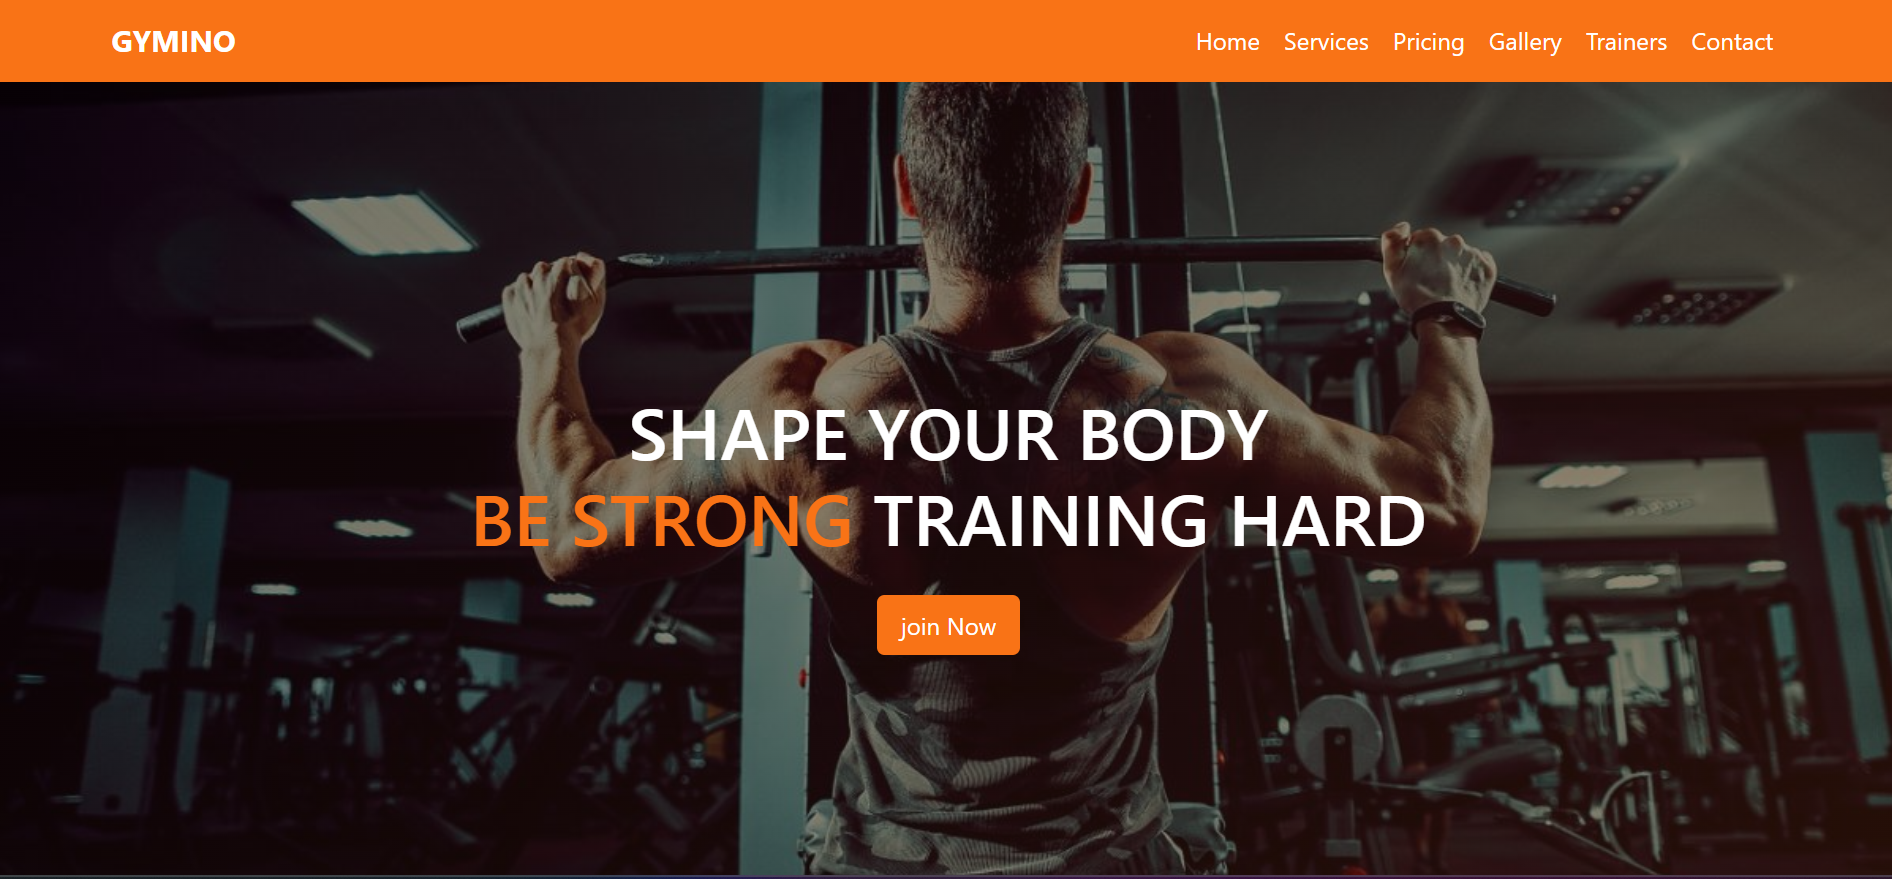 GYMINO
Home Services Pricing Gallery Trainers Contact
SHAPE YOUR BODY
BE STRONG TRAINING HARD
join Now